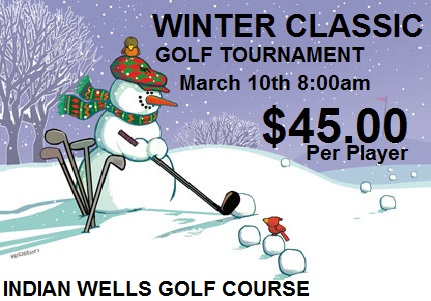 WINTER CLASSIC
GOLF TOURNAMENT
March 10th 8:00am
$45.00
Per Player
INDIAN WELLS GOLF COURSE